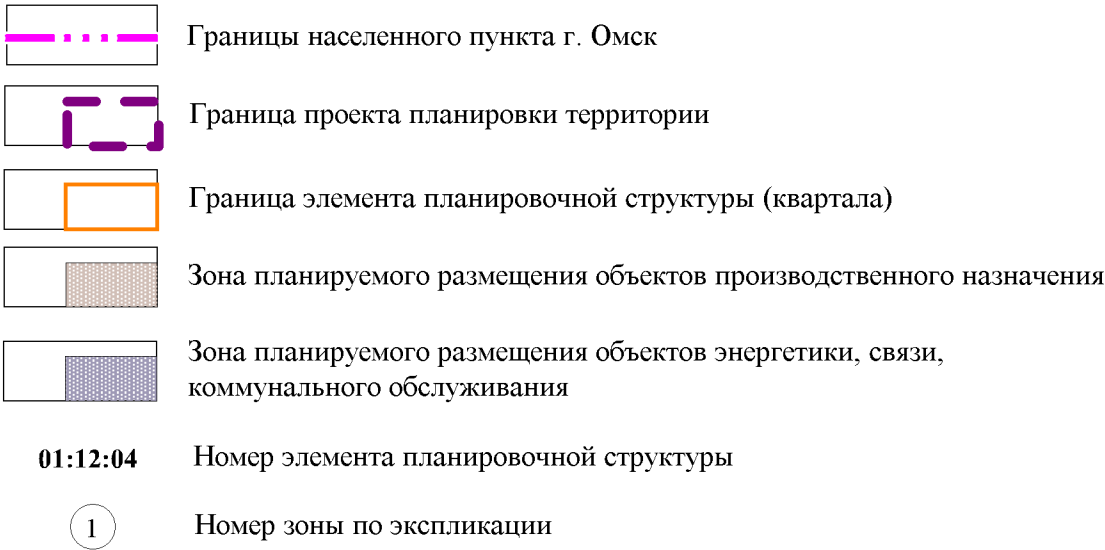 Границы населенного пункта г. Омск
Граница проекта планировки территории
Граница элемента планировочной структуры (квартала)
Зона планируемого размещения объектов производственного назначения
Зона планируемого размещения объектов энергетики, связи,
коммунального обслуживания
01:12:04 Номер элемента планировочной структуры
1 Номер зоны по экспликации